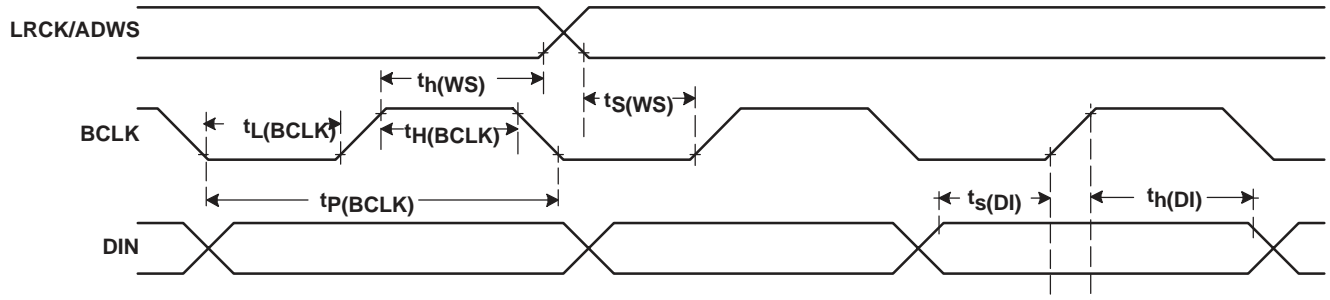 LRCK/ADWS
th(WS)
tS(WS)
BCLK
tL(BCLK)
tH(BCLK)
tP(BCLK)
ts(DI)
th(DI)
DIN